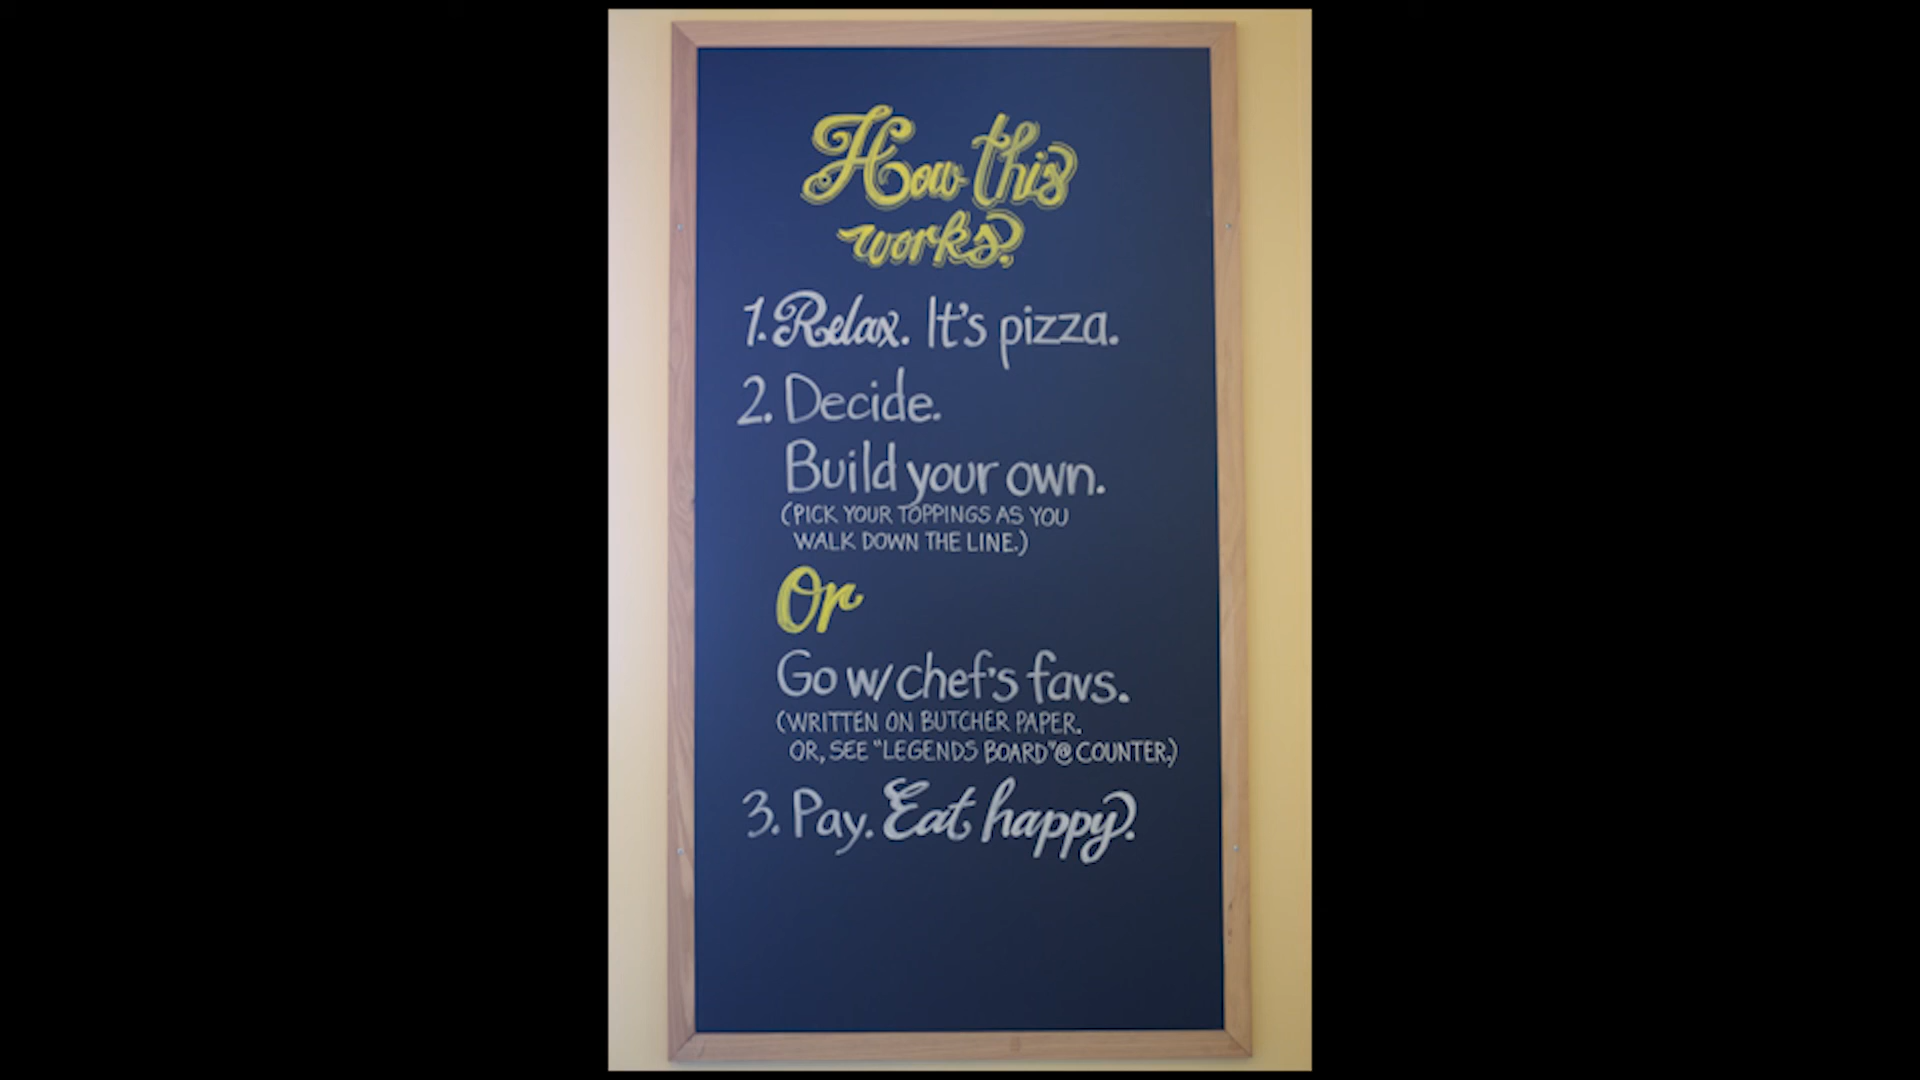 How this
works.
1. Relax. It's pizza.
2. Decide.
Build your own.
(PICK YOUR TOPPINGS AS YOU
WALK DOWN THE LINE.)
Or
Go w/ chef's favs.
(WRITTEN ON BUTCHER PAPER.
OR, SEE "LEGENDS BOARD" @ COUNTER.)
3. Pay. Eat happy.